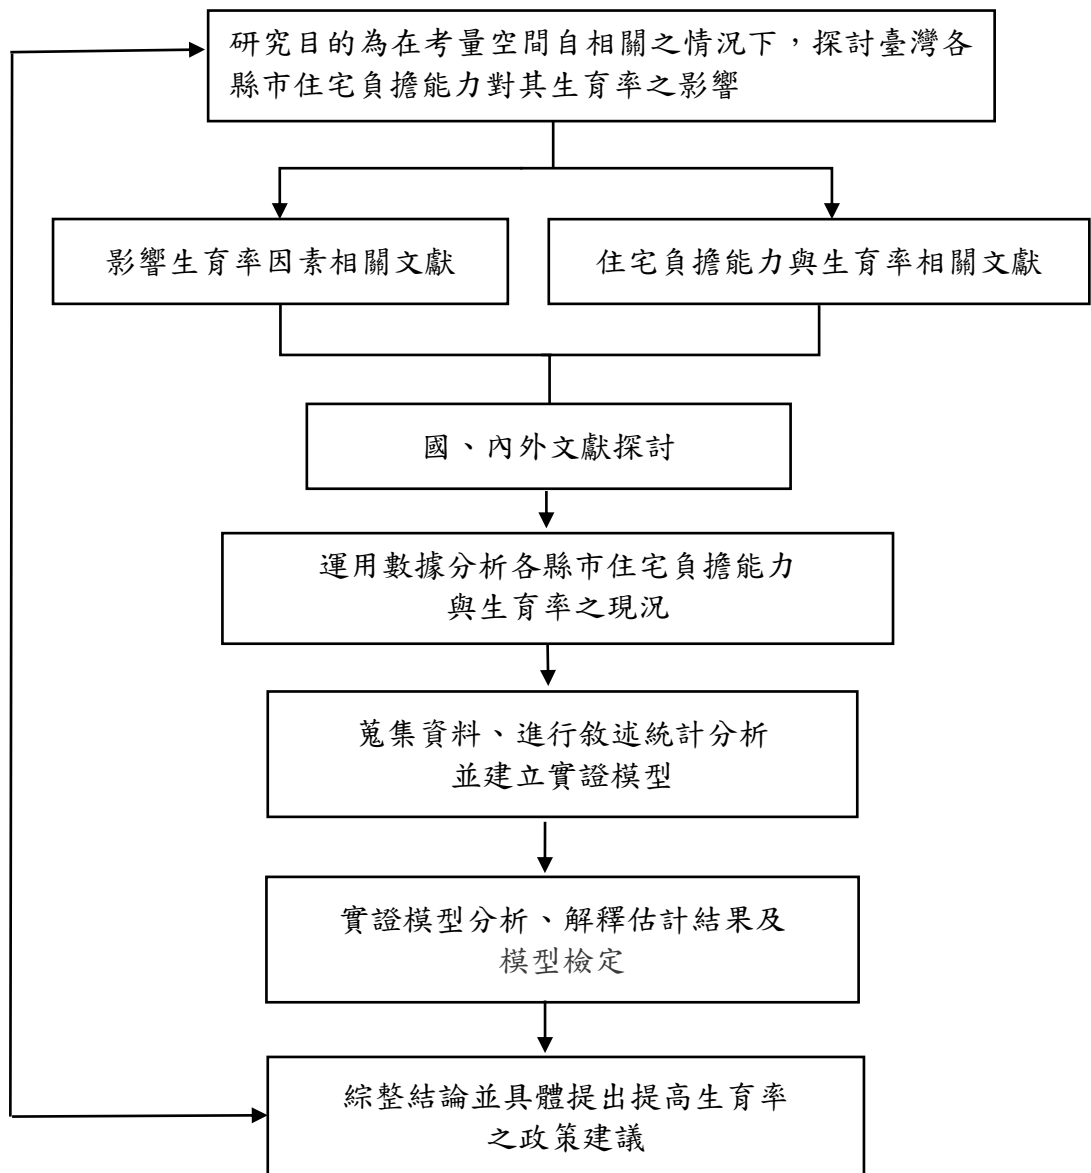 研究目的為在考量空間自相關之情況下，探討臺灣各
縣市住宅負擔能力對其生育率之影響
影響生育率因素相關文獻
住宅負擔能力與生育率相關文獻
國、內外文獻探討
運用數據分析各縣市住宅負擔能力
與生育率之現況
蒐集資料、進行敘述統計分析
並建立實證模型
實證模型分析、解釋估計結果及
模型檢定
綜整結論並具體提出提高生育率
之政策建議